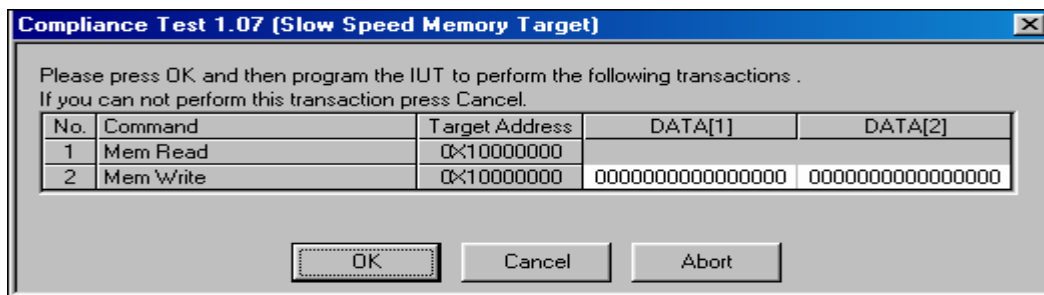 Compliance Test 1.07 (Slow Speed Memory Target)
Please press OK and then program the IUT to perform the following transactions .
If you can not perform this transaction press Cancel.
No. Command Target Address DATA[1] DATA[2]
1 Mem Read 0X10000000
2 Mem Write 0X10000000 0000000000000000 0000000000000000
OK Cancel Abort